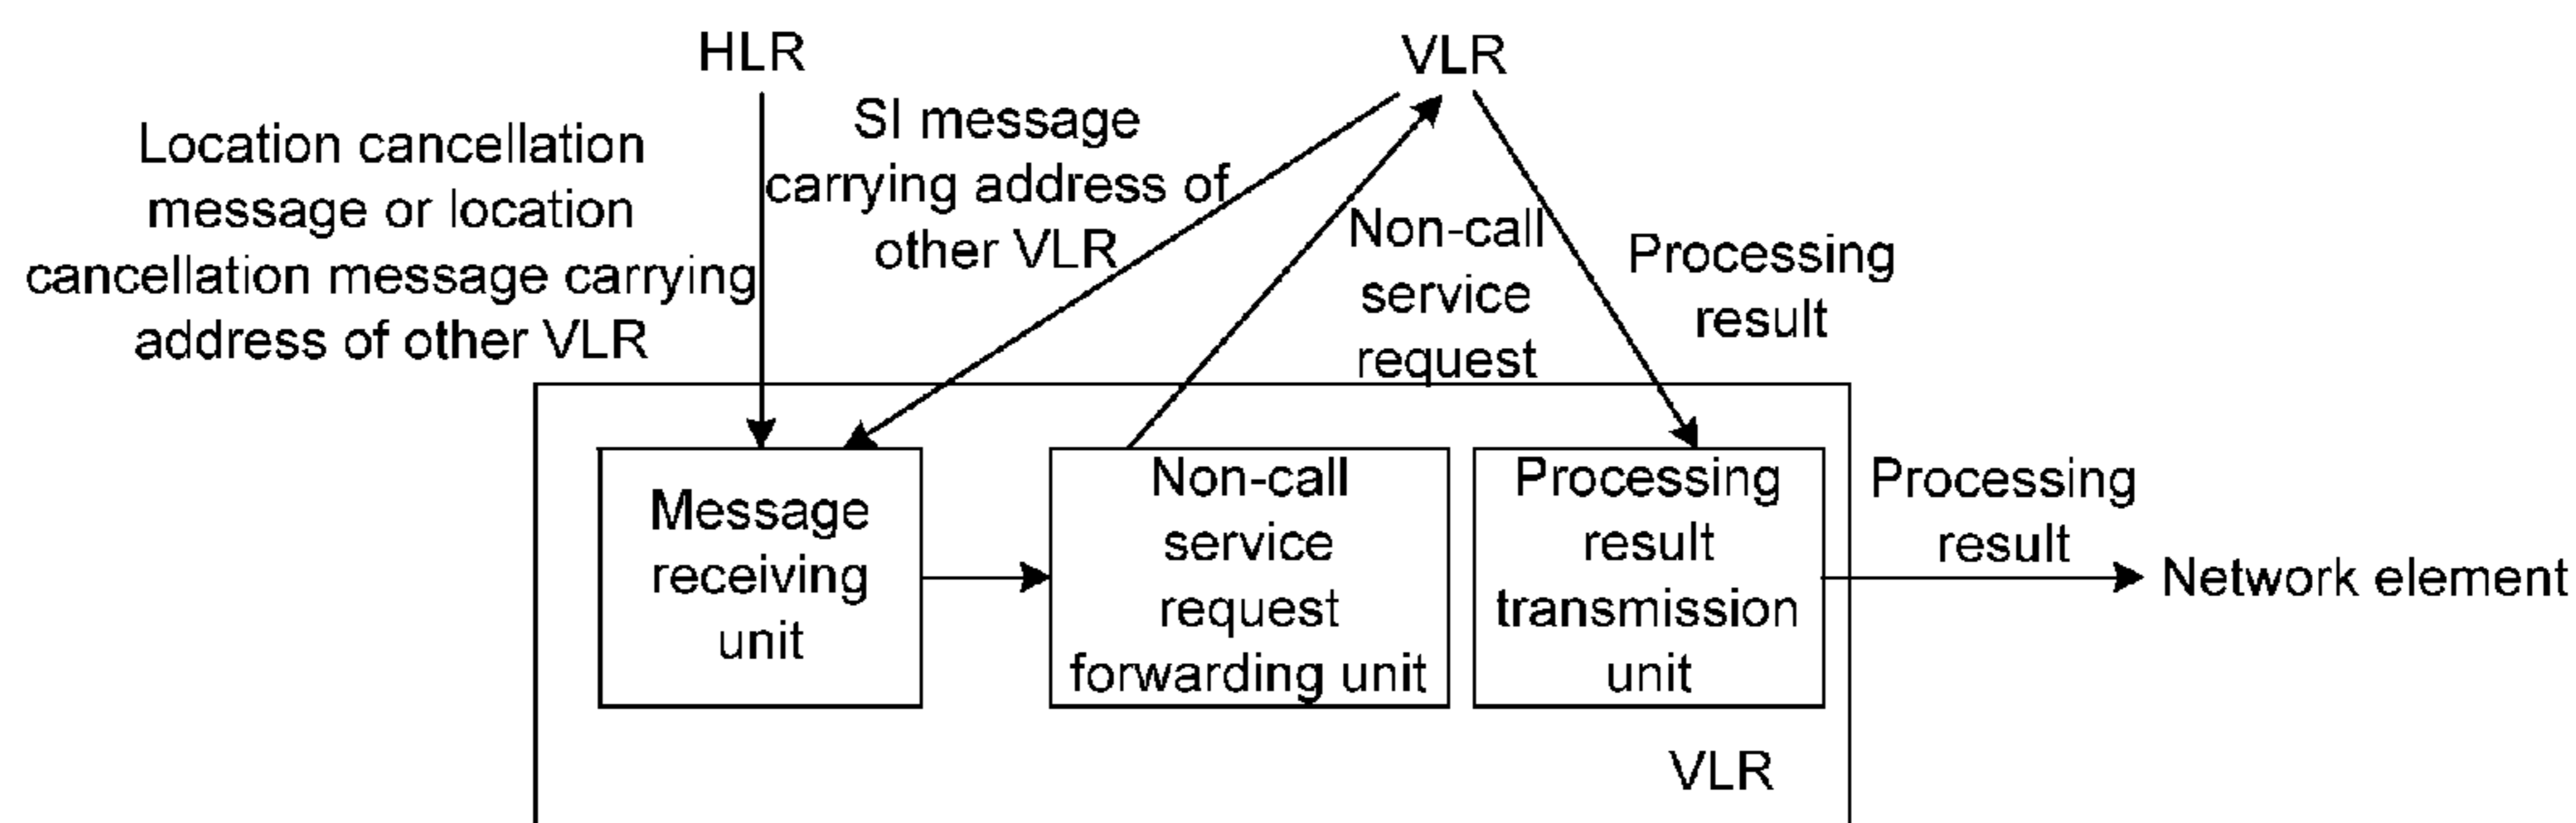 HLR
VLR
Location cancellation
message or location
cancellation message carrying
address of other VLR
SI message
carrying address of
other VLR
Non-call
service
request
Processing
result
Message
receiving
unit
Non-call
service
request
forwarding unit
Processing
result
transmission
unit
Processing
result
Network element
VLR